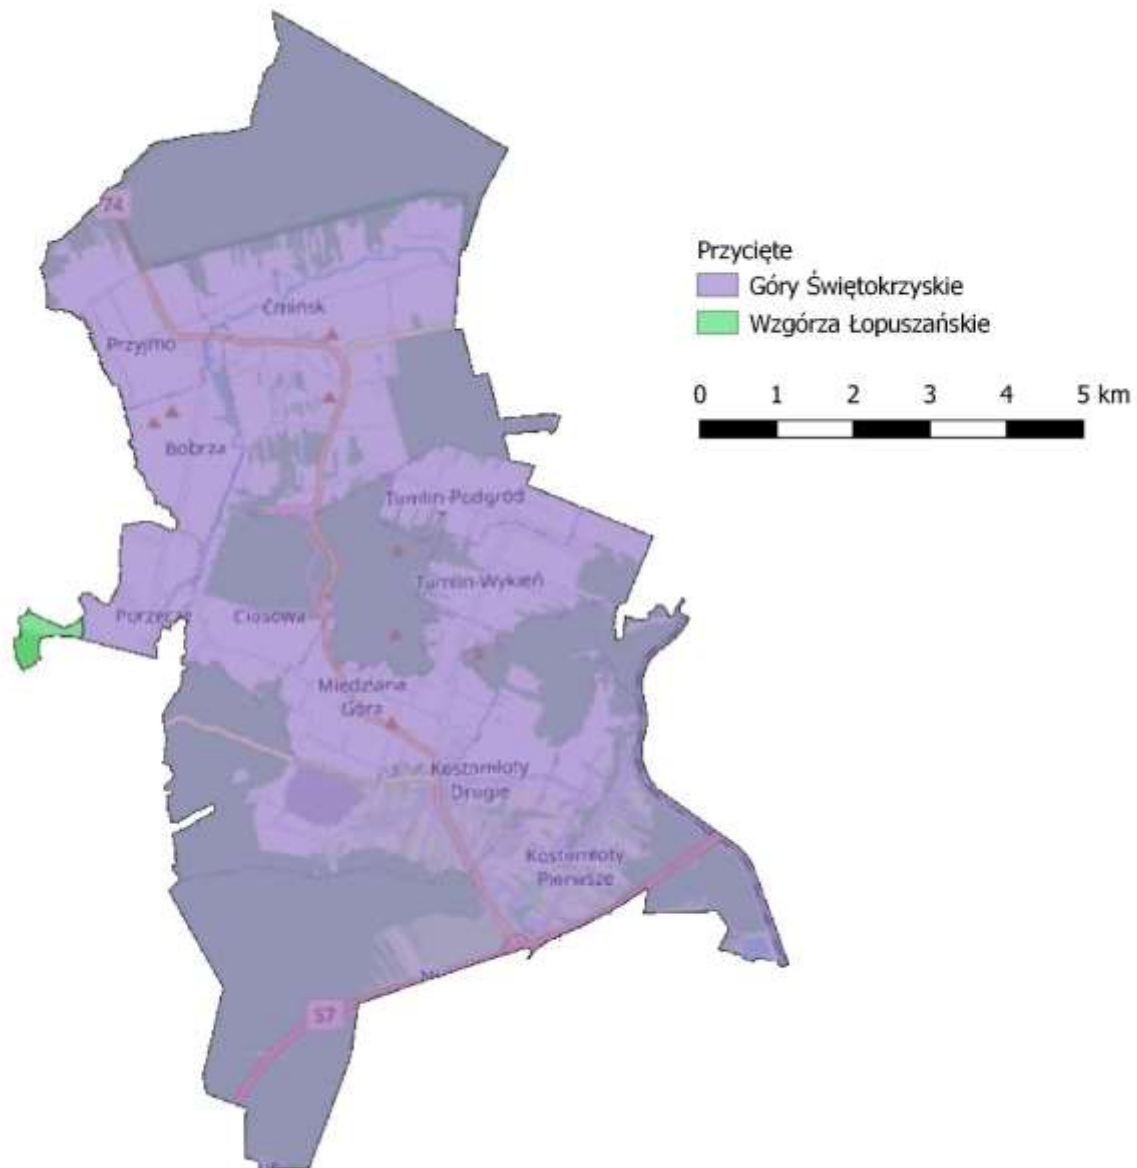 74
Przycięte
Góry Świętokrzyskie
Ćmińsk
Wzgórza Łopuszańskie
Przyjmo
0 1 2 3 4 5 km
Bobrza
Tumlin-Podgród
Tumlin-Wykień
Porzecze
Ciosowa
Miedziana
Góra
Kostomłoty
Drugie
Kostomłoty
Pierwsze
57